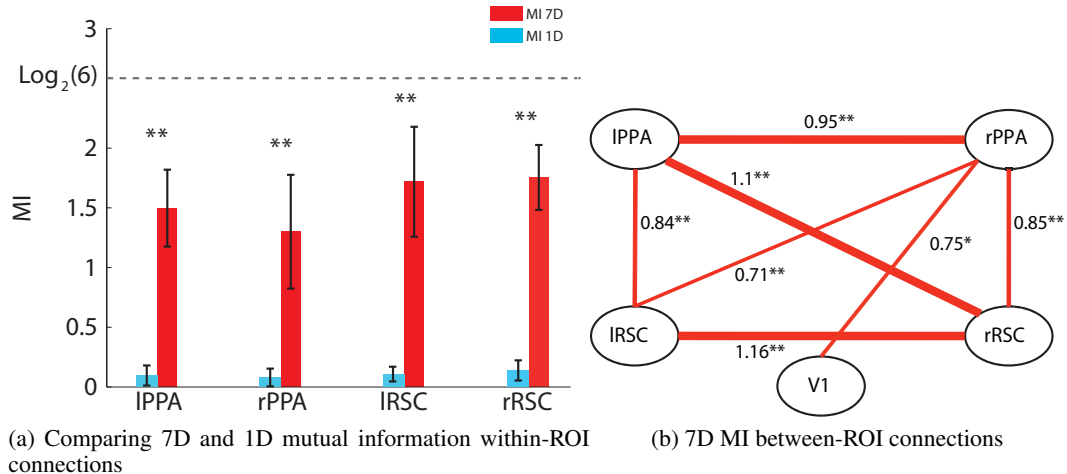 3
MI 7D
MI 1D
Log2(6)
2
1.5
1
0.5
0
MI
**
**
**
**
lPPA
rPPA
lRSC
rRSC
(a) Comparing 7D and 1D mutual information within-ROI
connections
lPPA
0.95**
rPPA
1.1**
0.84**
0.75*
0.85**
0.71**
lRSC
1.16**
rRSC
V1
(b) 7D MI between-ROI connections